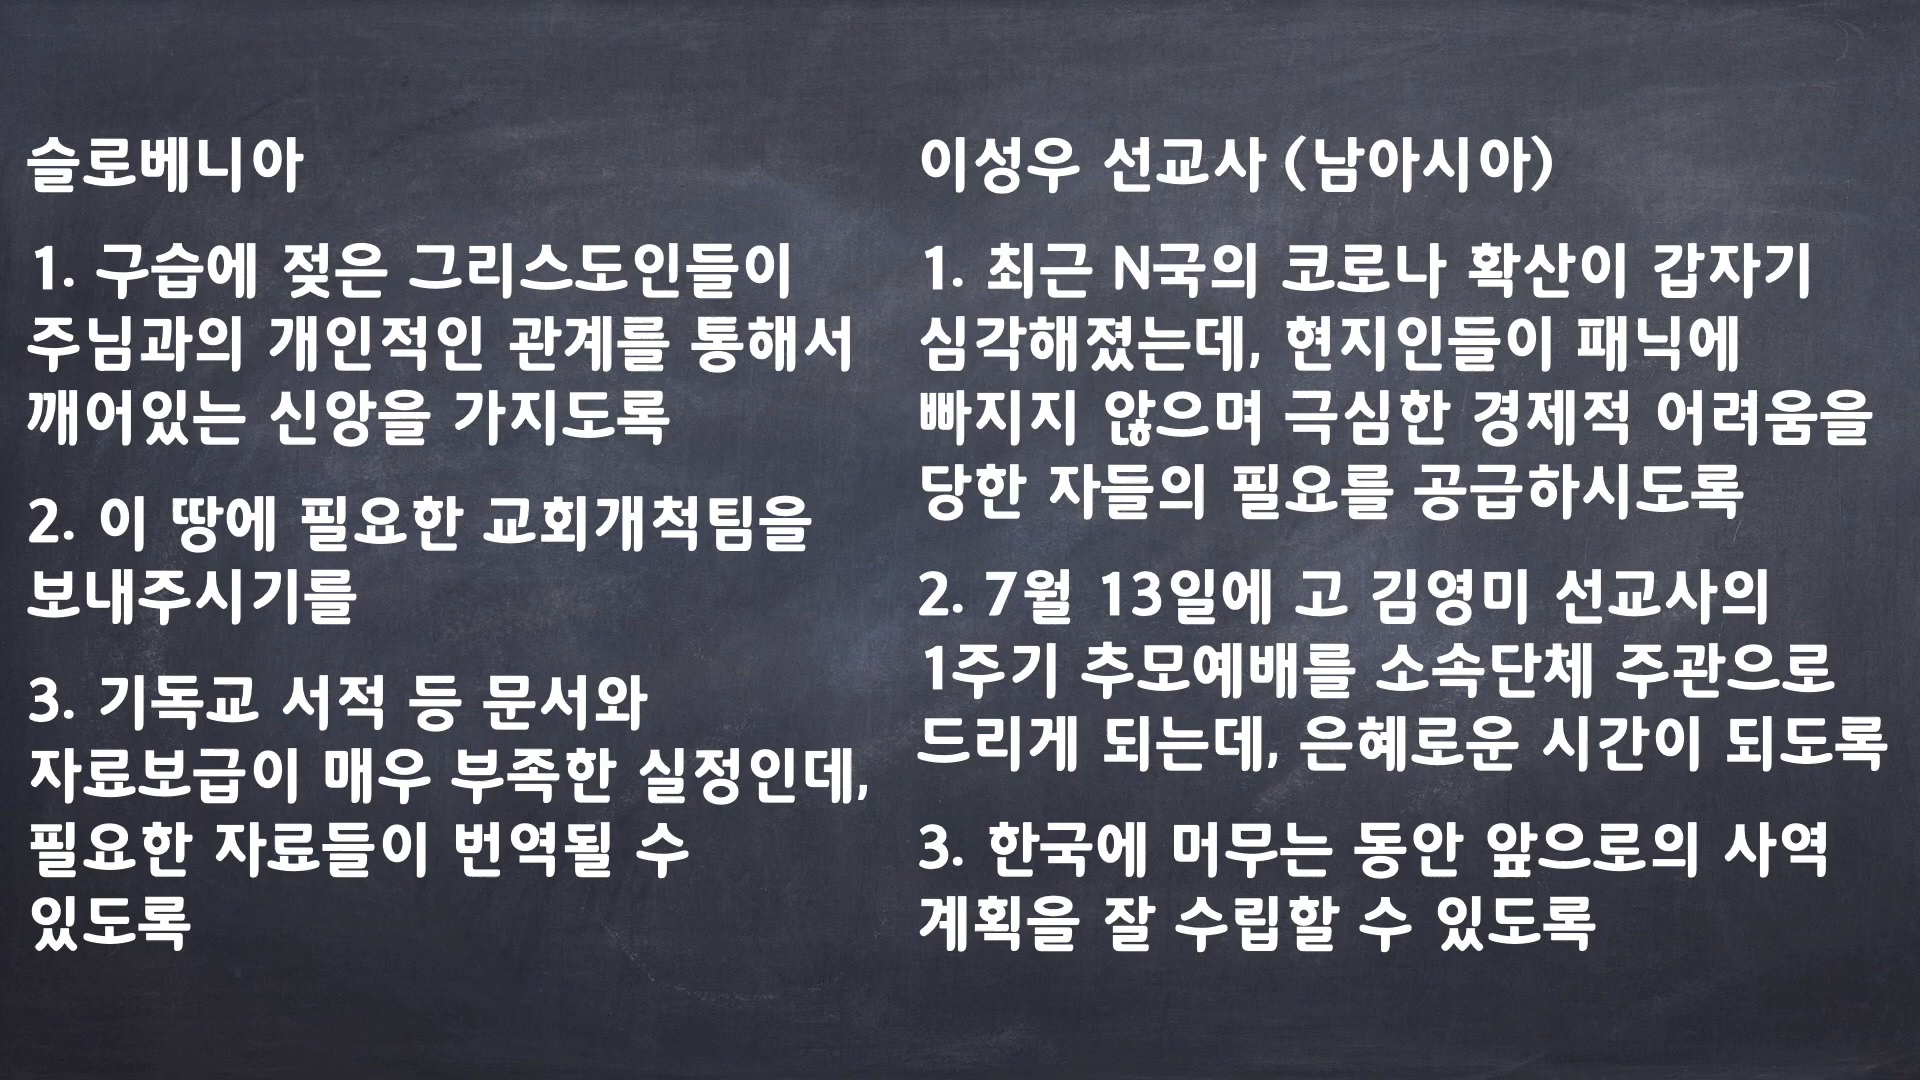 슬로베니아
1. 구습에 젖은 그리스도인들이
주님과의 개인적인 관계를 통해서
깨어있는 신앙을 가지도록
2. 이 땅에 필요한 교회개척팀을
보내주시기를
3. 기독교 서적 등 문서와
자료보급이 매우 부족한 실정인데,
필요한 자료들이 번역될 수
있도록
이성우 선교사 (남아시아)
1. 최근 N국의 코로나 확산이 갑자기
심각해졌는데, 현지인들이 패닉에
빠지지 않으며 극심한 경제적 어려움을
당한 자들의 필요를 공급하시도록
2. 7월 13일에 고 김영미 선교사의
1주기 추모예배를 소속단체 주관으로
드리게 되는데, 은혜로운 시간이 되도록
3. 한국에 머무는 동안 앞으로의 사역
계획을 잘 수립할 수 있도록